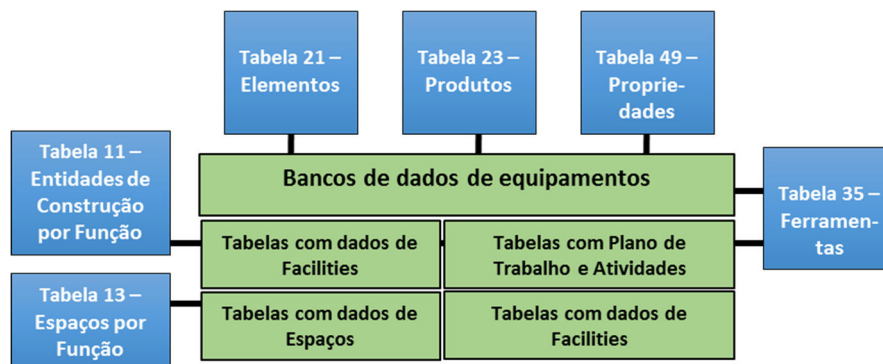 Tabela 21 –
Elementos
Tabela 23 –
Produtos
Tabela 49 –
Proprie-
dades
Tabela 11 –
Entidades de
Construção
por Função
Bancos de dados de equipamentos
Tabela 35 –
Ferramen-
tas
Tabelas com dados de
Facilities
Tabelas com Plano de
Trabalho e Atividades
Tabela 13 –
Espaços por
Função
Tabelas com dados de
Espaços
Tabelas com dados de
Facilities